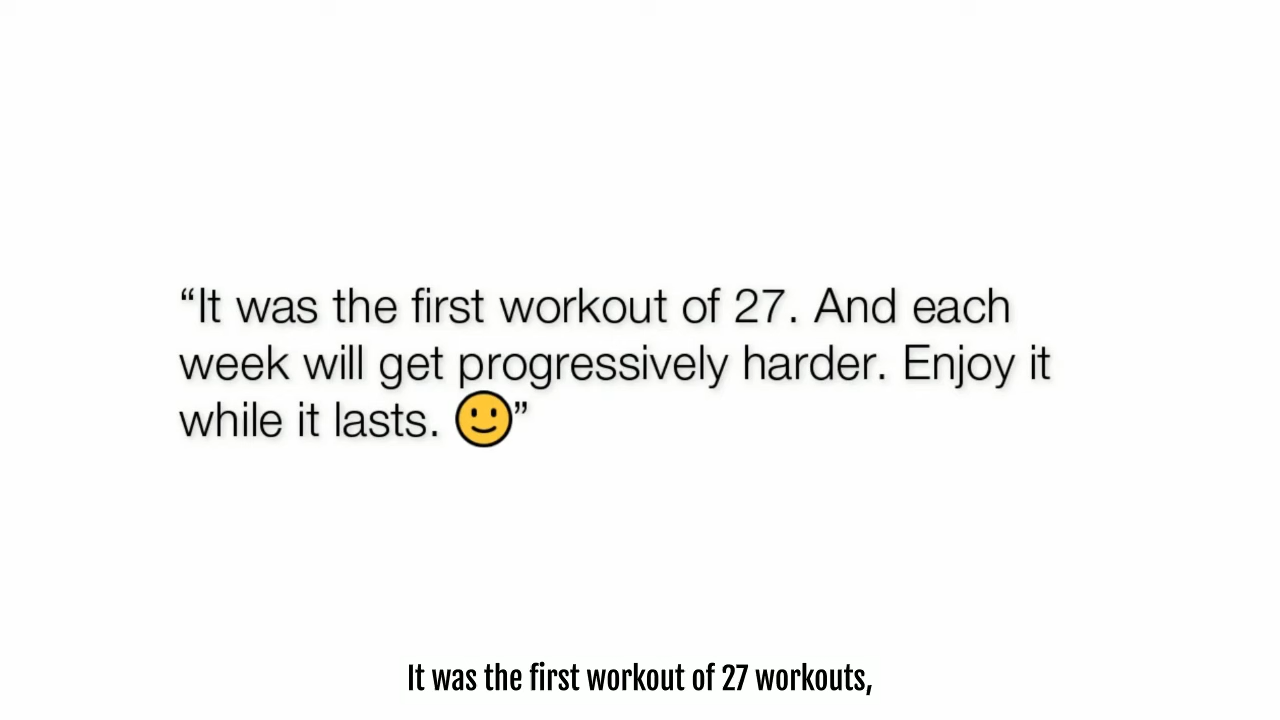 “It was the first workout of 27. And each
week will get progressively harder. Enjoy it
while it lasts. 🙂”
It was the first workout of 27 workouts,